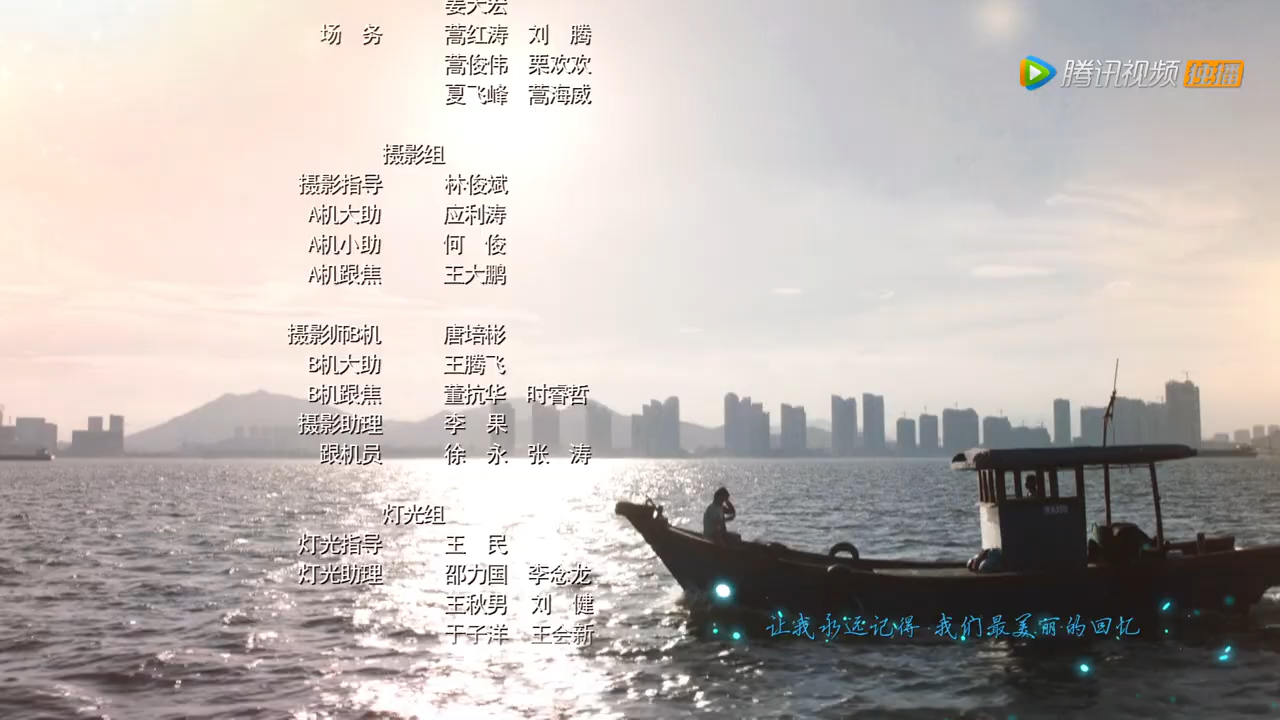 姜大宏
场 务 蒿红涛 刘 腾
蒿俊伟 栗欢欢
夏飞峰 蒿海威
腾讯视频 独播
摄影组
摄影指导 林俊斌
A机大助 应利涛
A机小助 何 俊
A机跟焦 王大鹏
摄影师B机 唐培彬
B机大助 王腾飞
B机跟焦 董抗华 时睿哲
摄影助理 李 果
跟机员 徐 永 张 涛
灯光组
灯光指导 王 民
灯光助理 邵力国 李念龙
王秋男 刘 健
于子洋 王会新
让我永远记得 我们最美丽的回忆